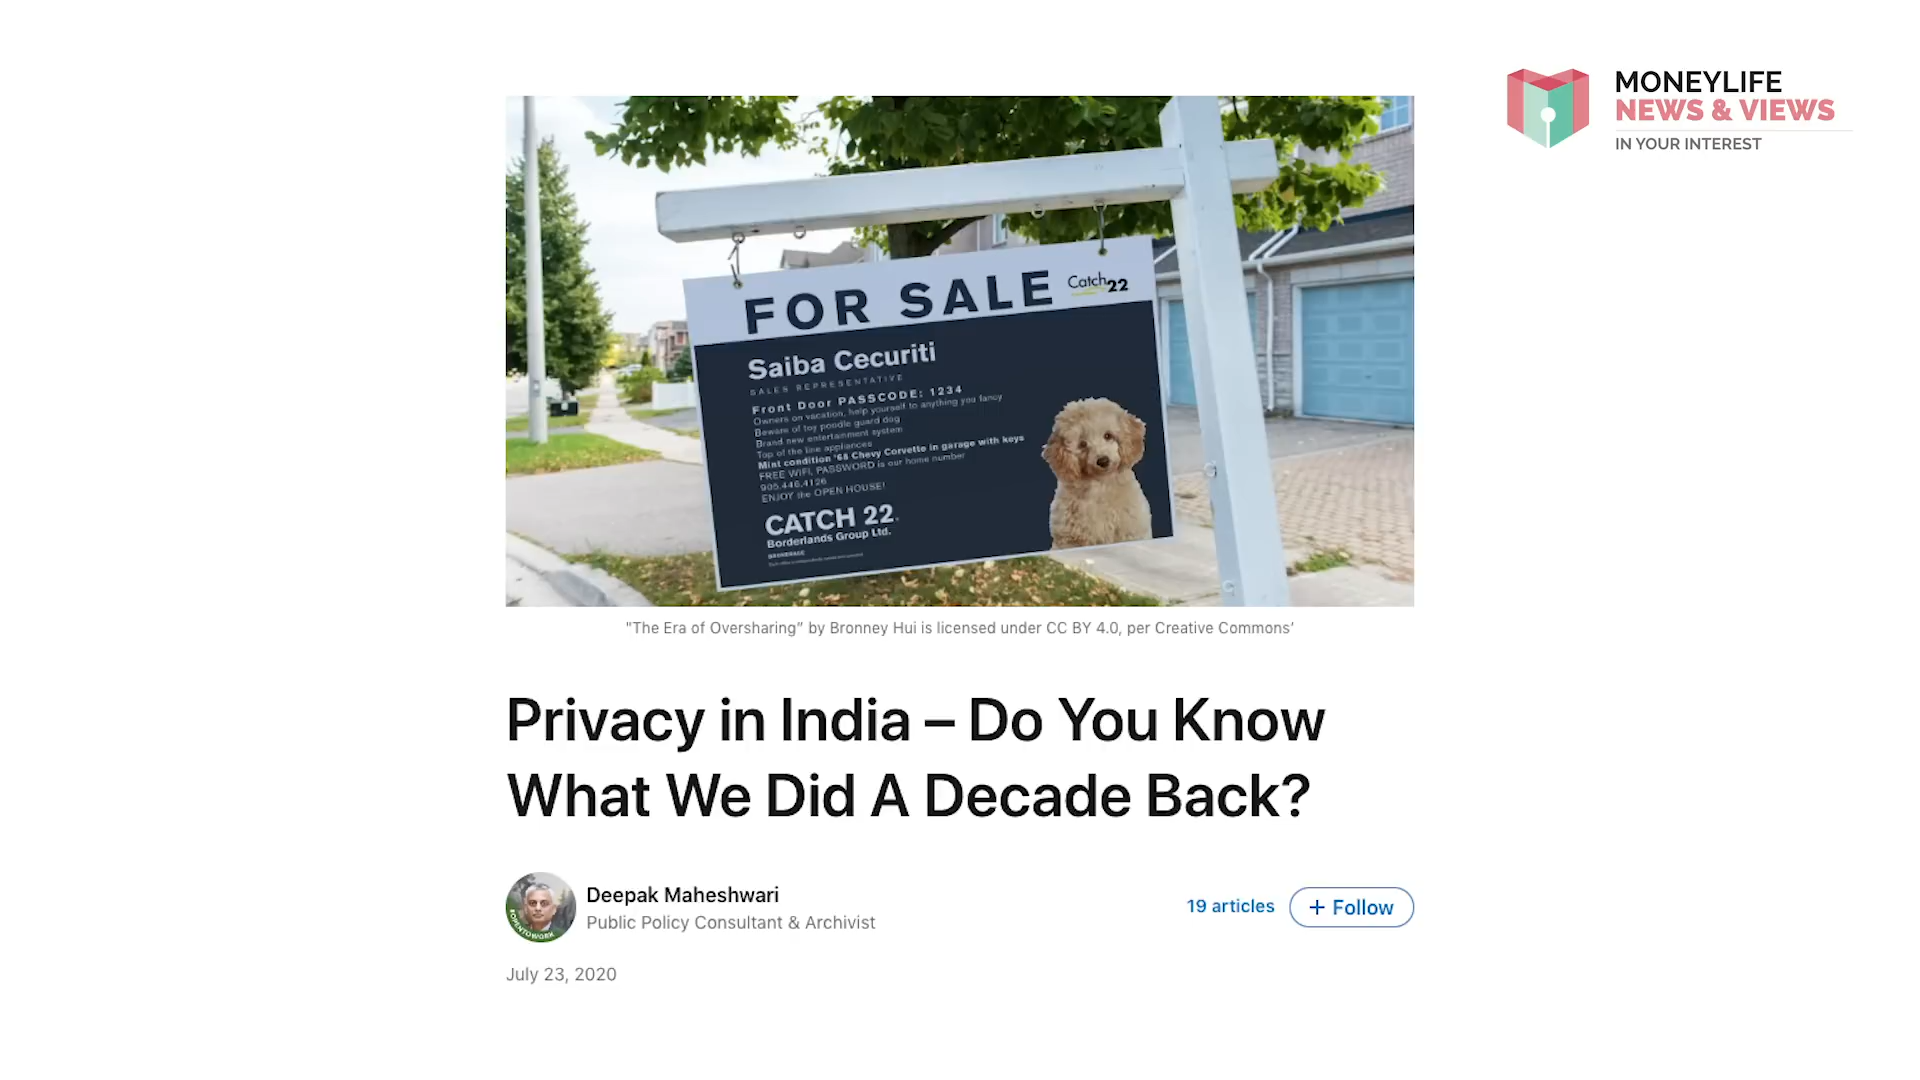 MONEYLIFE
NEWS & VIEWS
IN YOUR INTEREST
FOR SALE
Catch22
Saiba Cecuriti
SALES REPRESENTATIVE
Front Door PASSCODE: 1234
Owners on vacation, help yourself to anything you fancy
Beware of toy poodle guard dog
Brand new entertainment system
Top of the line appliances
Mint condition '68 Chevy Corvette in garage with keys
FREE WIFI, PASSWORD is our home number
905.446.4126
ENJOY the OPEN HOUSE!
CATCH 22
Borderlands Group Ltd.
BROKERAGE
"The Era of Oversharing” by Bronney Hui is licensed under CC BY 4.0, per Creative Commons’
Privacy in India – Do You Know
What We Did A Decade Back?
Deepak Maheshwari
Public Policy Consultant & Archivist
19 articles
+ Follow
#OPENTOWORK
July 23, 2020